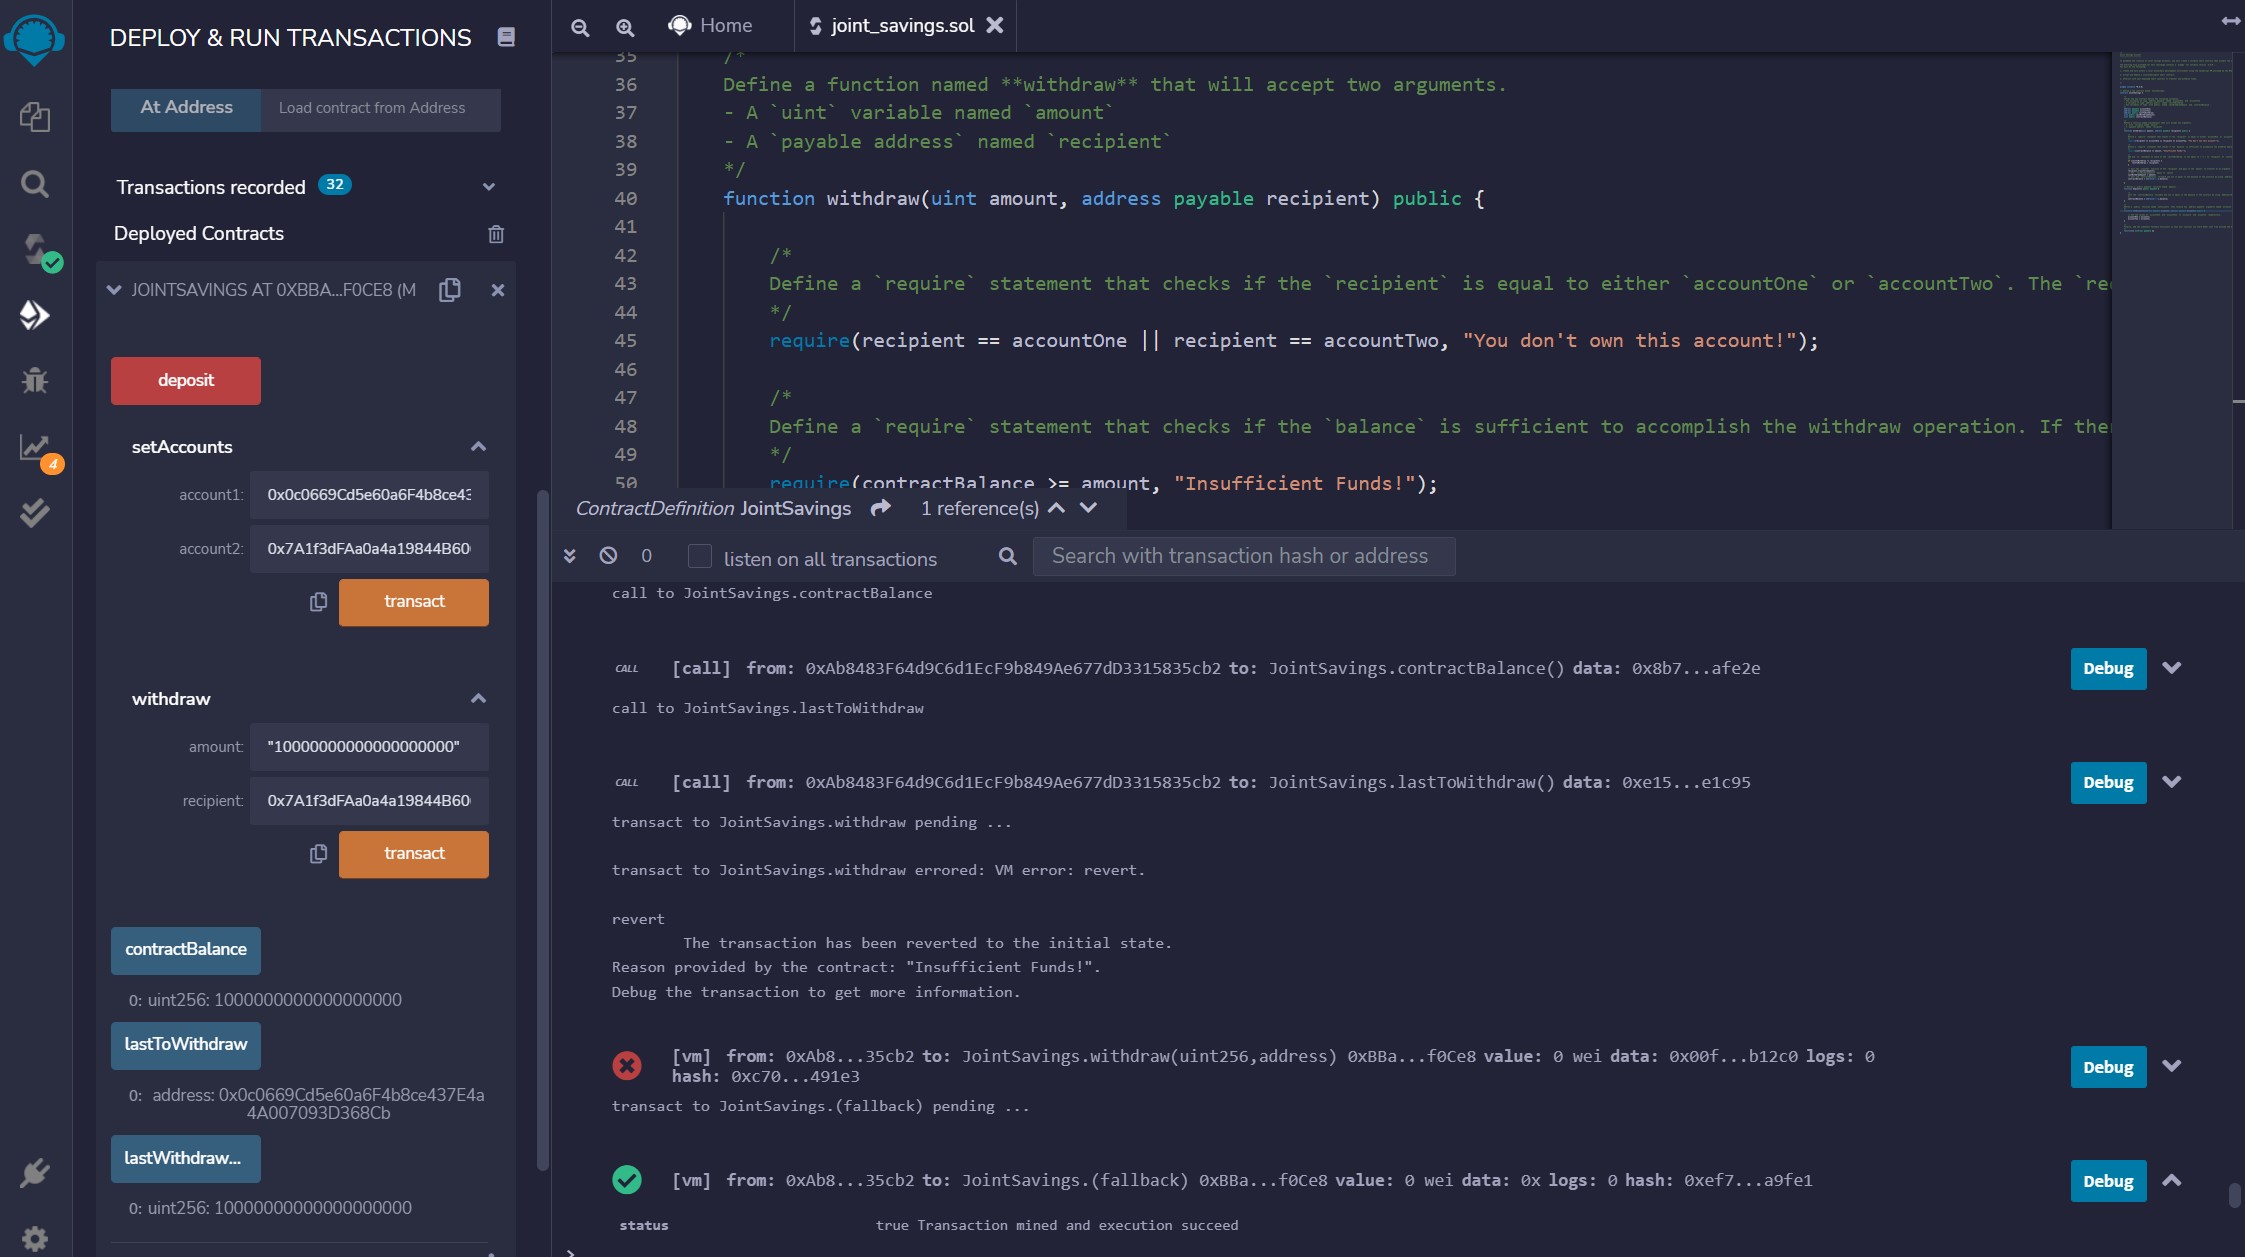 DEPLOY & RUN TRANSACTIONS
At Address
Load contract from Address
Transactions recorded 32
Deployed Contracts
JOINTSAVINGS AT 0XBBA...F0CE8 (M
deposit
setAccounts
account1: 0x0c0669Cd5e60a6F4b8ce43
account2: 0x7A1f3dFAa0a4a19844B60
transact
withdraw
amount: "10000000000000000000"
recipient: 0x7A1f3dFAa0a4a19844B60
transact
contractBalance
0: uint256: 1000000000000000000
lastToWithdraw
0: address: 0x0c0669Cd5e60a6F4b8ce437E4a
4A007093D368Cb
lastWithdraw...
0: uint256: 10000000000000000000
4
Home
joint_savings.sol
35 /*
36 Define a function named **withdraw** that will accept two arguments.
37 - A `uint` variable named `amount`
38 - A `payable address` named `recipient`
39 */
40 function withdraw(uint amount, address payable recipient) public {
41
42 /*
43 Define a `require` statement that checks if the `recipient` is equal to either `accountOne` or `accountTwo`. The `re
44 */
45 require(recipient == accountOne || recipient == accountTwo, "You don't own this account!");
46
47 /*
48 Define a `require` statement that checks if the `balance` is sufficient to accomplish the withdraw operation. If the
49 */
50 require(contractBalance >= amount, "Insufficient Funds!");
ContractDefinition JointSavings 1 reference(s)
0 listen on all transactions
Search with transaction hash or address
call to JointSavings.contractBalance
CALL [call] from: 0xAb8483F64d9C6d1EcF9b849Ae677dD3315835cb2 to: JointSavings.contractBalance() data: 0x8b7...afe2e
Debug
call to JointSavings.lastToWithdraw
CALL [call] from: 0xAb8483F64d9C6d1EcF9b849Ae677dD3315835cb2 to: JointSavings.lastToWithdraw() data: 0xe15...e1c95
Debug
transact to JointSavings.withdraw pending ...
transact to JointSavings.withdraw errored: VM error: revert.
revert
The transaction has been reverted to the initial state.
Reason provided by the contract: "Insufficient Funds!".
Debug the transaction to get more information.
[vm] from: 0xAb8...35cb2 to: JointSavings.withdraw(uint256,address) 0xBBa...f0Ce8 value: 0 wei data: 0x00f...b12c0 logs: 0
hash: 0xc70...491e3
Debug
transact to JointSavings.(fallback) pending ...
[vm] from: 0xAb8...35cb2 to: JointSavings.(fallback) 0xBBa...f0Ce8 value: 0 wei data: 0x logs: 0 hash: 0xef7...a9fe1
Debug
status true Transaction mined and execution succeed
>